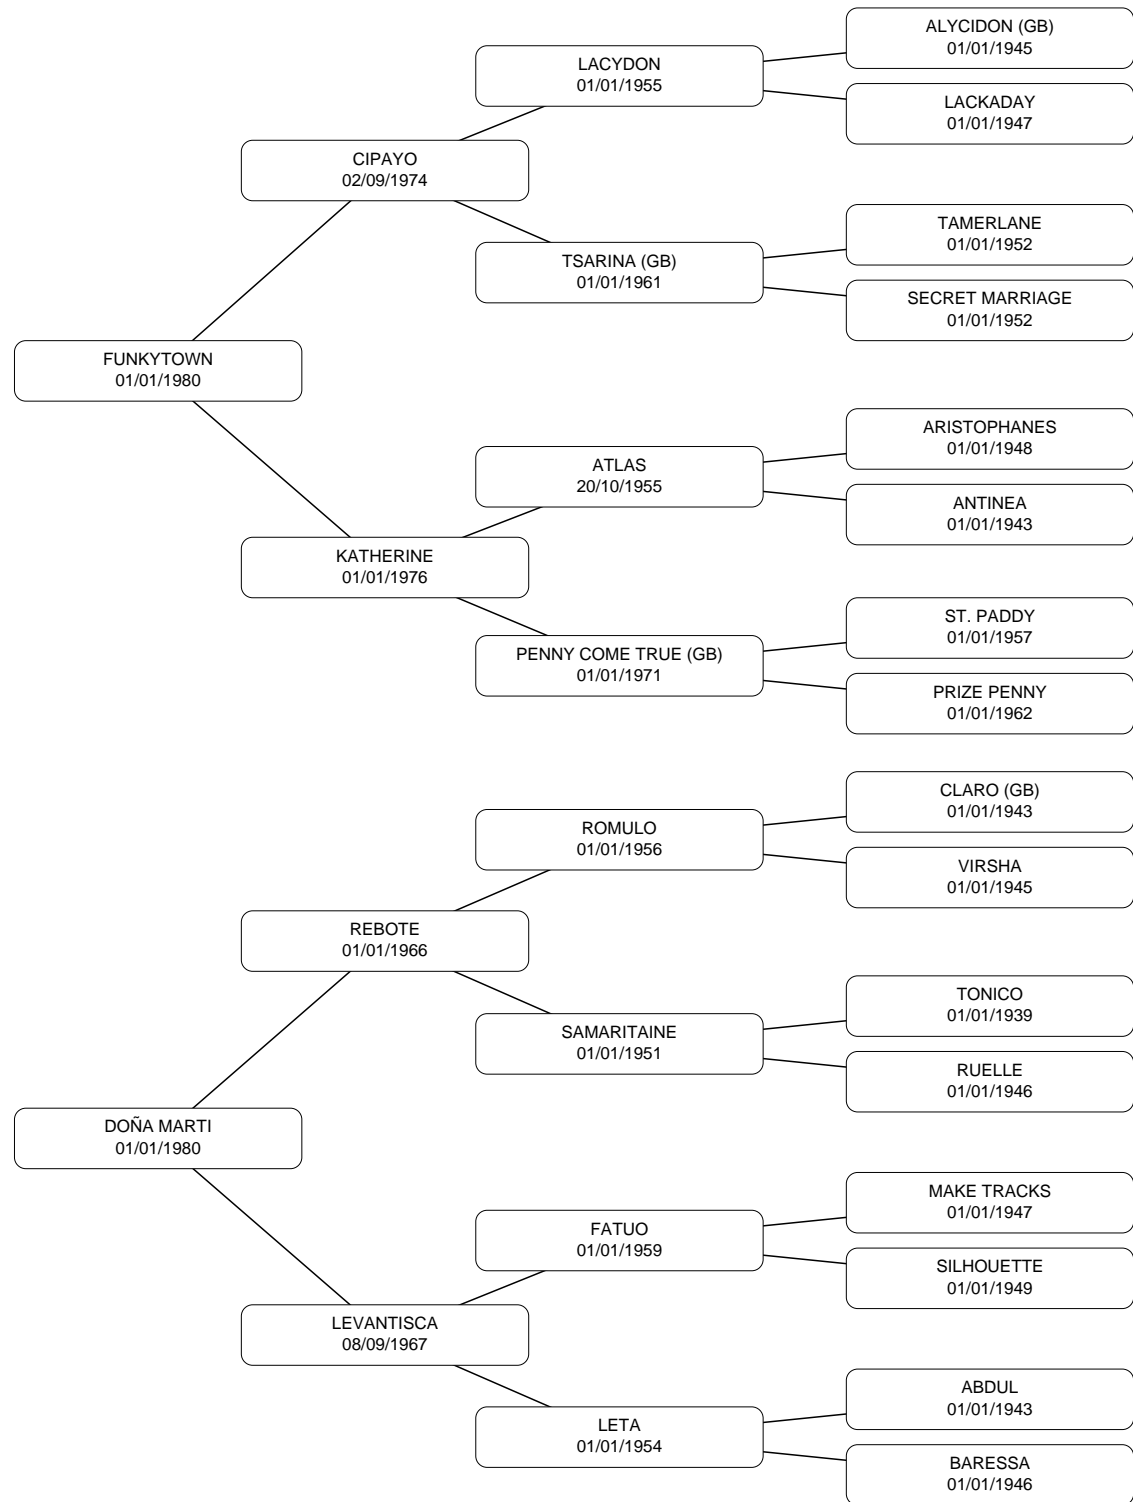 ALYCIDON (GB)
01/01/1945
LACYDON
01/01/1955
LACKADAY
01/01/1947
CIPAYO
02/09/1974
TAMERLANE
01/01/1952
TSARINA (GB)
01/01/1961
SECRET MARRIAGE
01/01/1952
FUNKYTOWN
01/01/1980
ARISTOPHANES
01/01/1948
ATLAS
20/10/1955
ANTINEA
01/01/1943
KATHERINE
01/01/1976
ST. PADDY
01/01/1957
PENNY COME TRUE (GB)
01/01/1971
PRIZE PENNY
01/01/1962
CLARO (GB)
01/01/1943
ROMULO
01/01/1956
VIRSHA
01/01/1945
REBOTE
01/01/1966
TONICO
01/01/1939
SAMARITAINE
01/01/1951
RUELLE
01/01/1946
DOÑA MARTI
01/01/1980
MAKE TRACKS
01/01/1947
FATUO
01/01/1959
SILHOUETTE
01/01/1949
LEVANTISCA
08/09/1967
ABDUL
01/01/1943
LETA
01/01/1954
BARESSA
01/01/1946